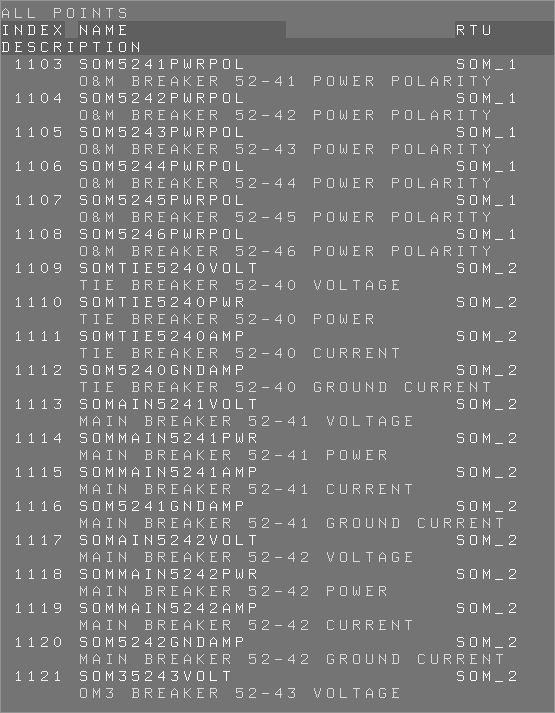 ALL POINTS
INDEX NAME RTU
DESCRIPTION
1103 SOM5241PWRPOL SOM_1
O&M BREAKER 52-41 POWER POLARITY
1104 SOM5242PWRPOL SOM_1
O&M BREAKER 52-42 POWER POLARITY
1105 SOM5243PWRPOL SOM_1
O&M BREAKER 52-43 POWER POLARITY
1106 SOM5244PWRPOL SOM_1
O&M BREAKER 52-44 POWER POLARITY
1107 SOM5245PWRPOL SOM_1
O&M BREAKER 52-45 POWER POLARITY
1108 SOM5246PWRPOL SOM_1
O&M BREAKER 52-46 POWER POLARITY
1109 SOMTIE5240VOLT SOM_2
TIE BREAKER 52-40 VOLTAGE
1110 SOMTIE5240PWR SOM_2
TIE BREAKER 52-40 POWER
1111 SOMTIE5240AMP SOM_2
TIE BREAKER 52-40 CURRENT
1112 SOM5240GNDAMP SOM_2
TIE BREAKER 52-40 GROUND CURRENT
1113 SOMAIN5241VOLT SOM_2
MAIN BREAKER 52-41 VOLTAGE
1114 SOMMAIN5241PWR SOM_2
MAIN BREAKER 52-41 POWER
1115 SOMMAIN5241AMP SOM_2
MAIN BREAKER 52-41 CURRENT
1116 SOM5241GNDAMP SOM_2
MAIN BREAKER 52-41 GROUND CURRENT
1117 SOMAIN5242VOLT SOM_2
MAIN BREAKER 52-42 VOLTAGE
1118 SOMMAIN5242PWR SOM_2
MAIN BREAKER 52-42 POWER
1119 SOMMAIN5242AMP SOM_2
MAIN BREAKER 52-42 CURRENT
1120 SOM5242GNDAMP SOM_2
MAIN BREAKER 52-42 GROUND CURRENT
1121 SOM35243VOLT SOM_2
OM3 BREAKER 52-43 VOLTAGE